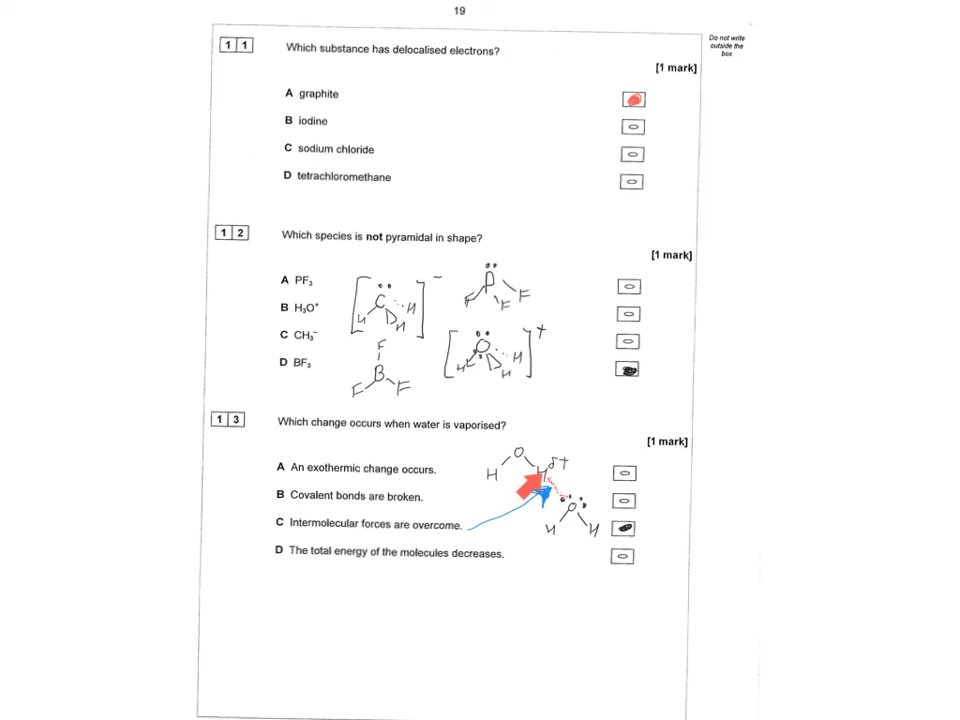 19
Do not write
outside the
box
1 1 Which substance has delocalised electrons?
[1 mark]
A graphite
B iodine
C sodium chloride
D tetrachloromethane
1 2 Which species is not pyramidal in shape?
[1 mark]
A PF₃
B H₃O⁺
C CH₃⁻
D BF₃
C H H H −
P F F F
F B F F
O H H H +
1 3 Which change occurs when water is vaporised?
[1 mark]
A An exothermic change occurs.
B Covalent bonds are broken.
C Intermolecular forces are overcome.
D The total energy of the molecules decreases.
O H H δ+
O H H